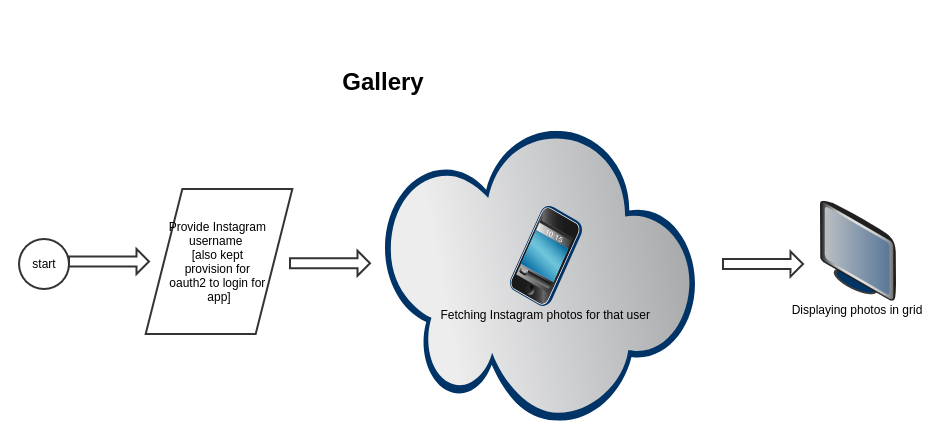 Gallery
start
Provide Instagram
username
[also kept
provision for
oauth2 to login for
app]
10:15
Fetching Instagram photos for that user
Displaying photos in grid